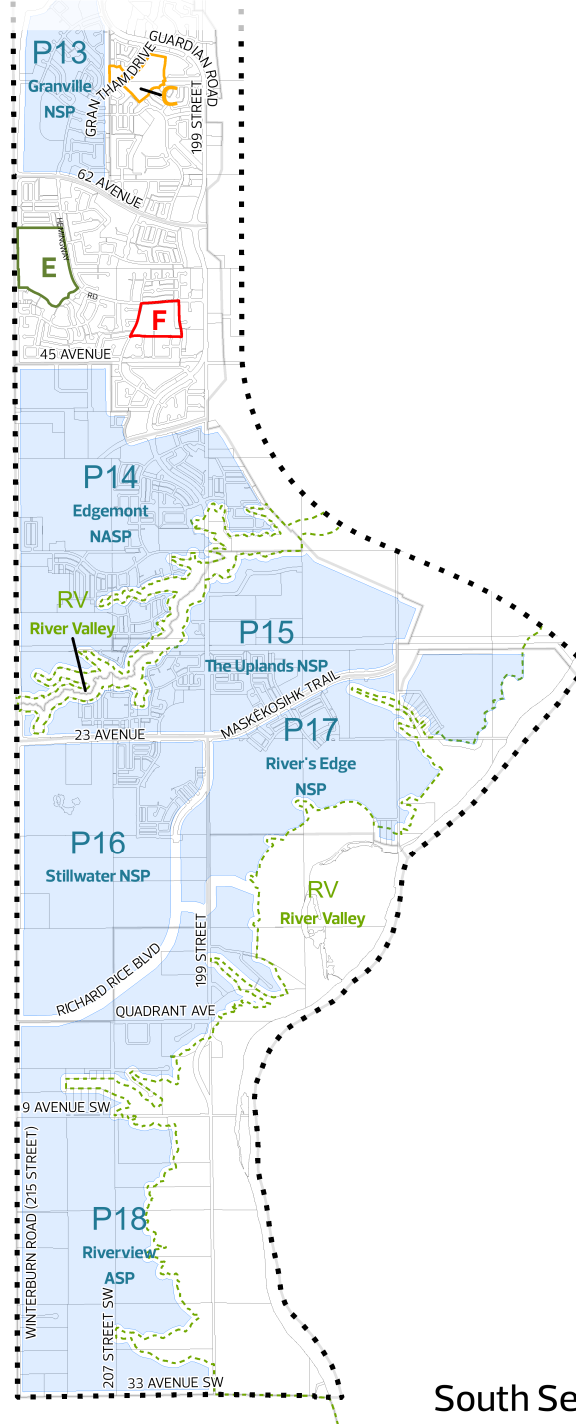 GUARDIAN ROAD
P13
Granville
NSP
GRANTHAM DRIVE
C
199 STREET
62 AVENUE
HEMINGWAY
RD
E
F
45 AVENUE
P14
Edgemont
NASP
RV
River Valley
P15
The Uplands NSP
MASKÊKOSIHK TRAIL
23 AVENUE
P17
River's Edge
NSP
P16
Stillwater NSP
RV
River Valley
199 STREET
RICHARD RICE BLVD
QUADRANT AVE
9 AVENUE SW
WINTERBURN ROAD (215 STREET)
P18
Riverview
ASP
207 STREET SW
33 AVENUE SW
South Se